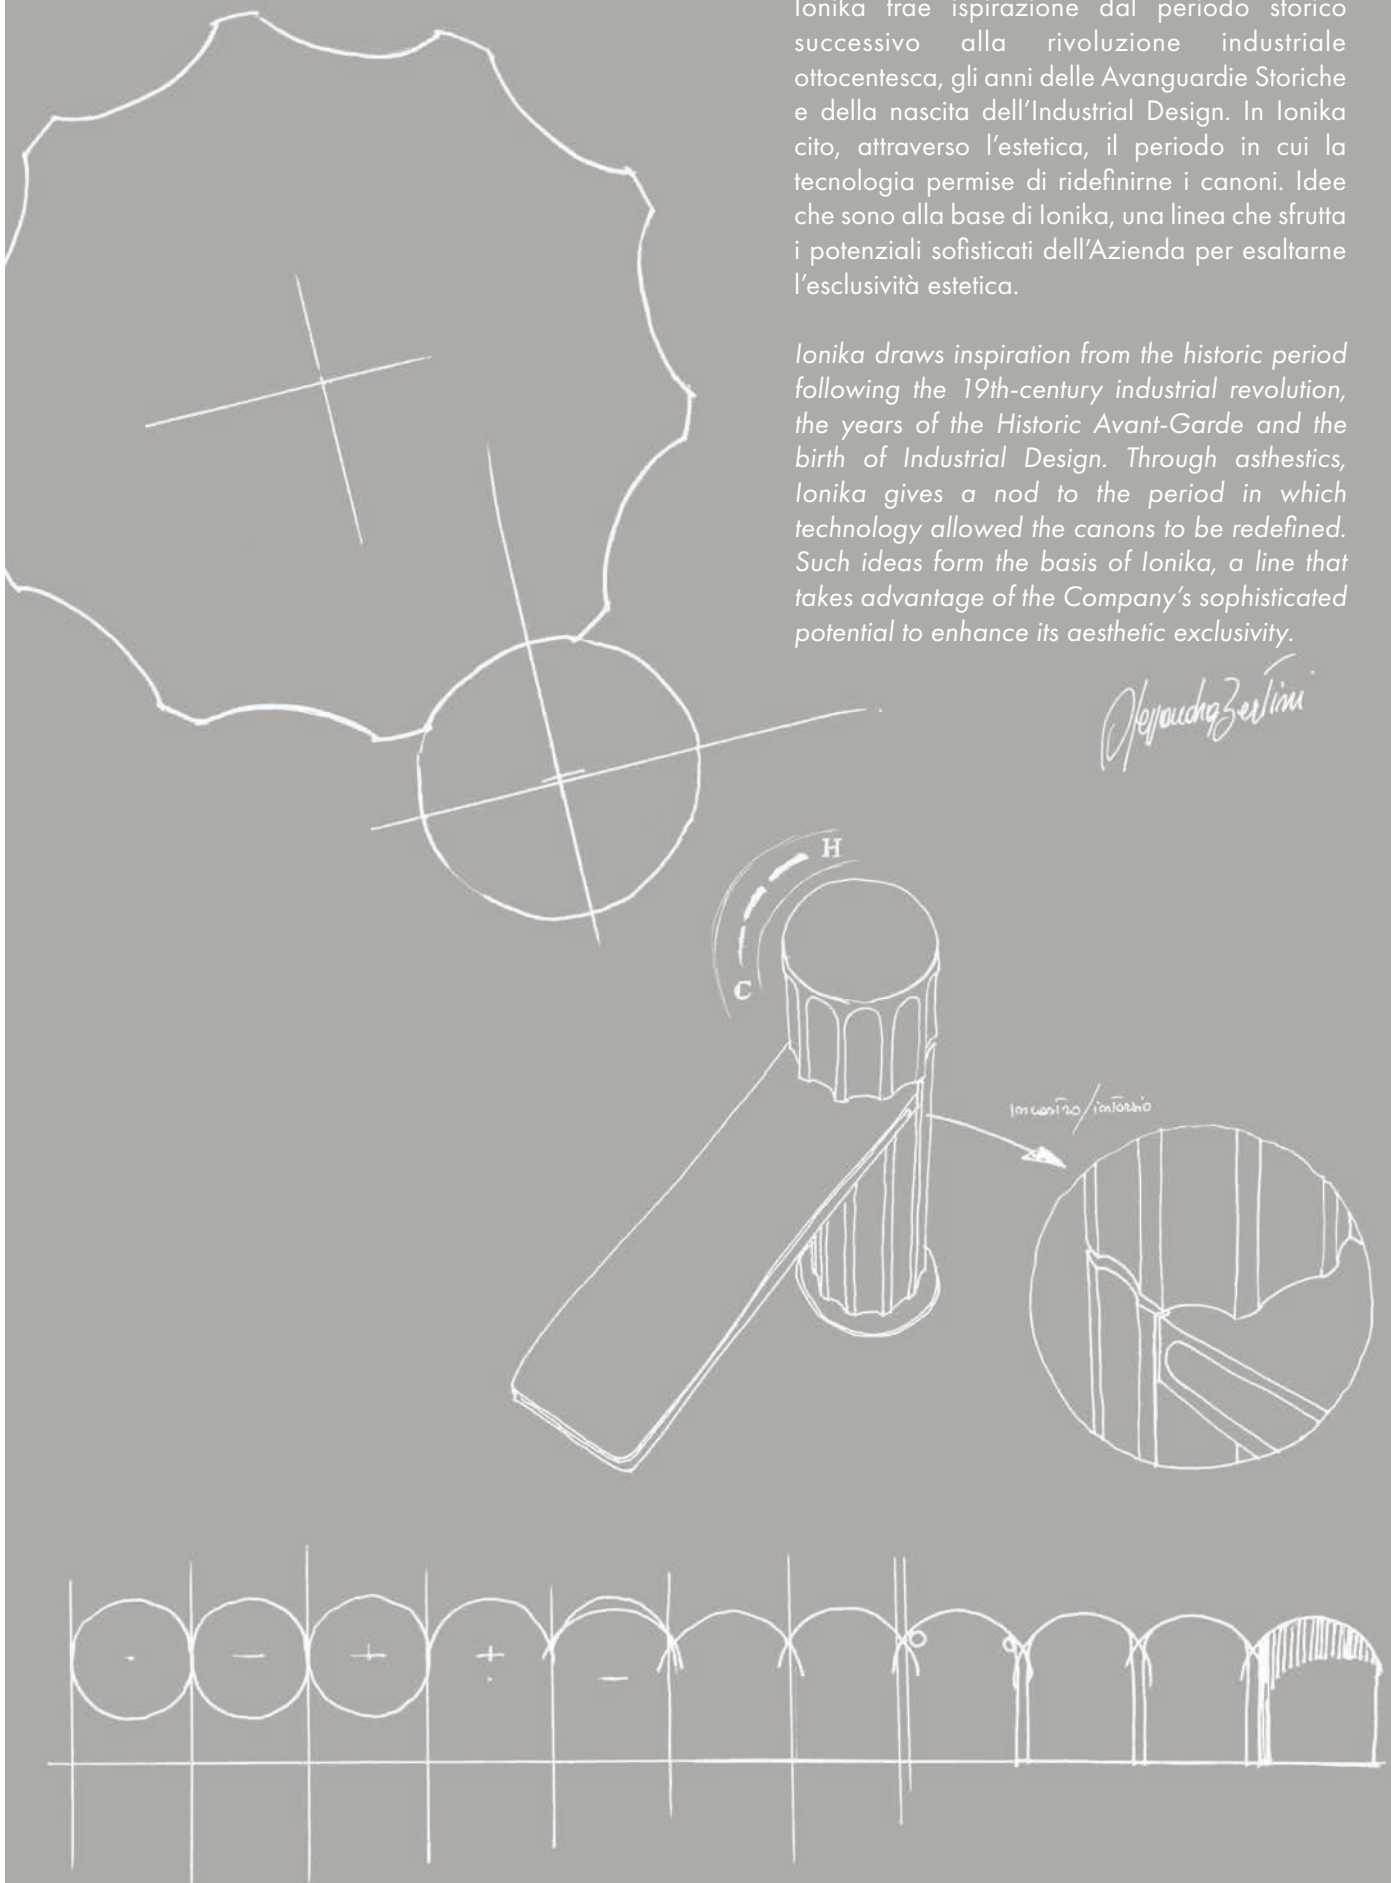 Ionika trae ispirazione dal periodo storico
successivo alla rivoluzione industriale
ottocentesca, gli anni delle Avanguardie Storiche
e della nascita dell’Industrial Design. In Ionika
cito, attraverso l’estetica, il periodo in cui la
tecnologia permise di ridefinirne i canoni. Idee
che sono alla base di Ionika, una linea che sfrutta
i potenziali sofisticati dell’Azienda per esaltarne
l’esclusività estetica.
Ionika draws inspiration from the historic period
following the 19th-century industrial revolution,
the years of the Historic Avant-Garde and the
birth of Industrial Design. Through asthestics,
Ionika gives a nod to the period in which
technology allowed the canons to be redefined.
Such ideas form the basis of Ionika, a line that
takes advantage of the Company’s sophisticated
potential to enhance its aesthetic exclusivity.
H
C
incastro/intarsio